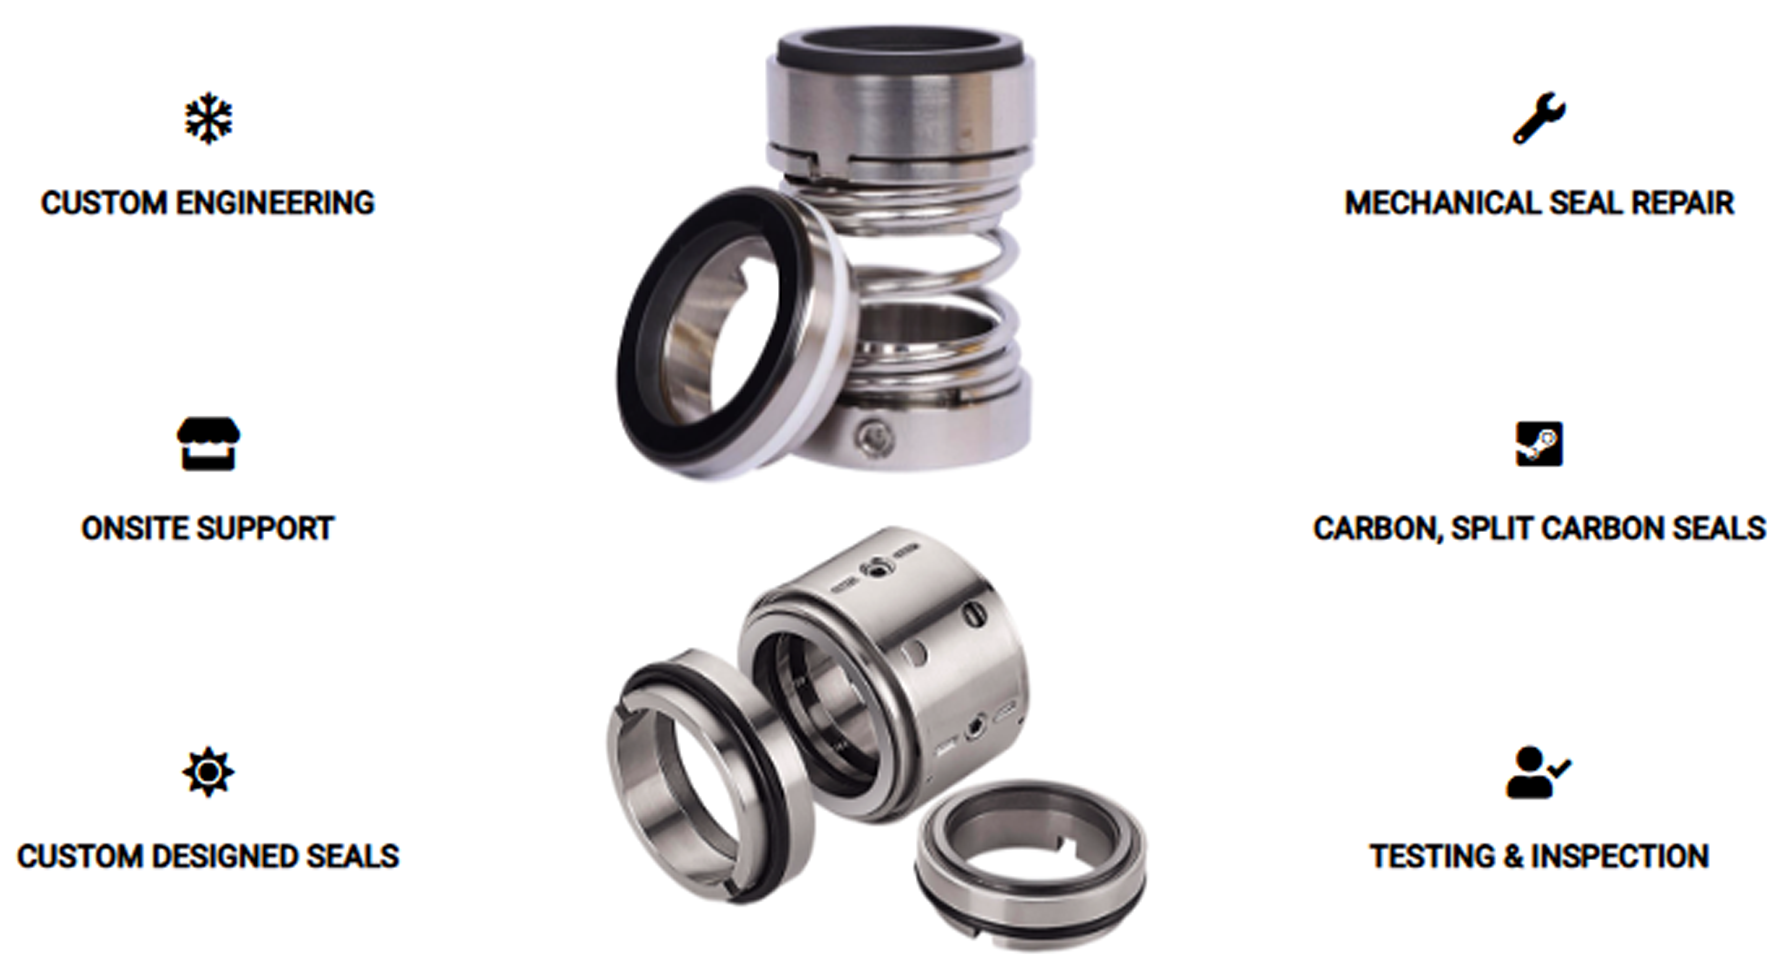 CUSTOM ENGINEERING
MECHANICAL SEAL REPAIR
ONSITE SUPPORT
CARBON, SPLIT CARBON SEALS
CUSTOM DESIGNED SEALS
TESTING & INSPECTION